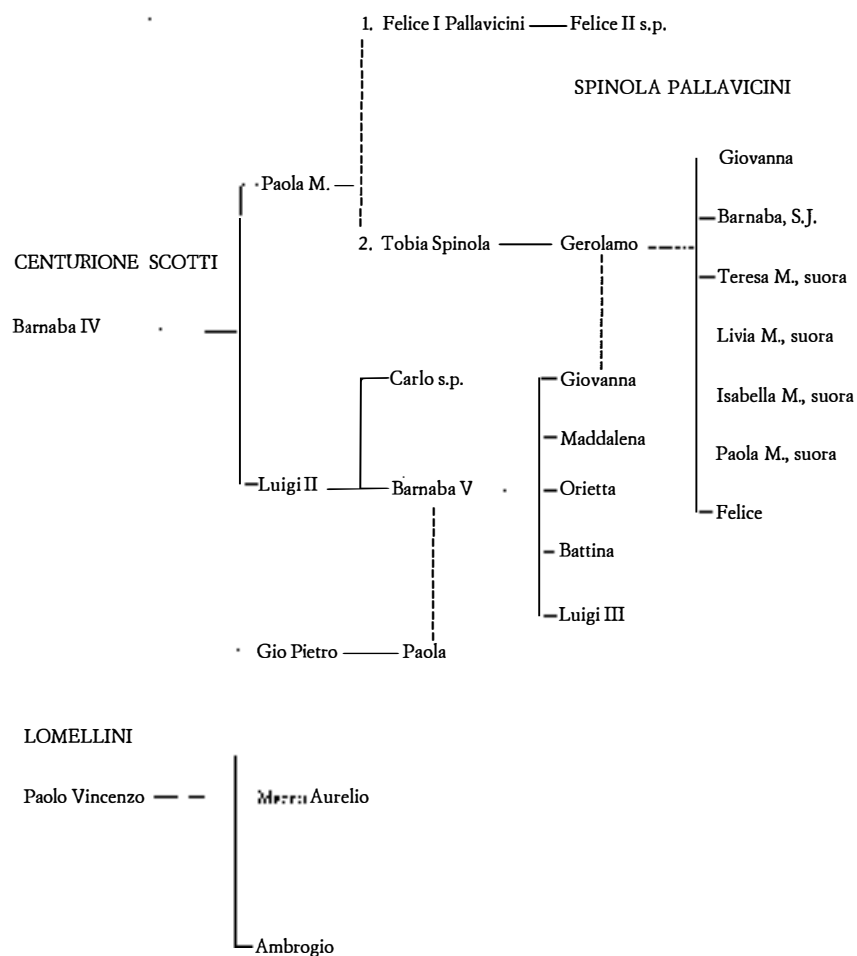 1. Felice I Pallavicini Felice II s.p.
SPINOLA PALLAVICINI
Giovanna
Paola M.
Barnaba, S.J.
2. Tobia Spinola Gerolamo
CENTURIONE SCOTTI
Teresa M., suora
Barnaba IV
Livia M., suora
Carlo s.p.
Giovanna
Isabella M., suora
Maddalena
Paola M., suora
Luigi II
Barnaba V
Orietta
Felice
Battina
Luigi III
Gio Pietro Paola
LOMELLINI
Paolo Vincenzo
Aurelio
Ambrogio